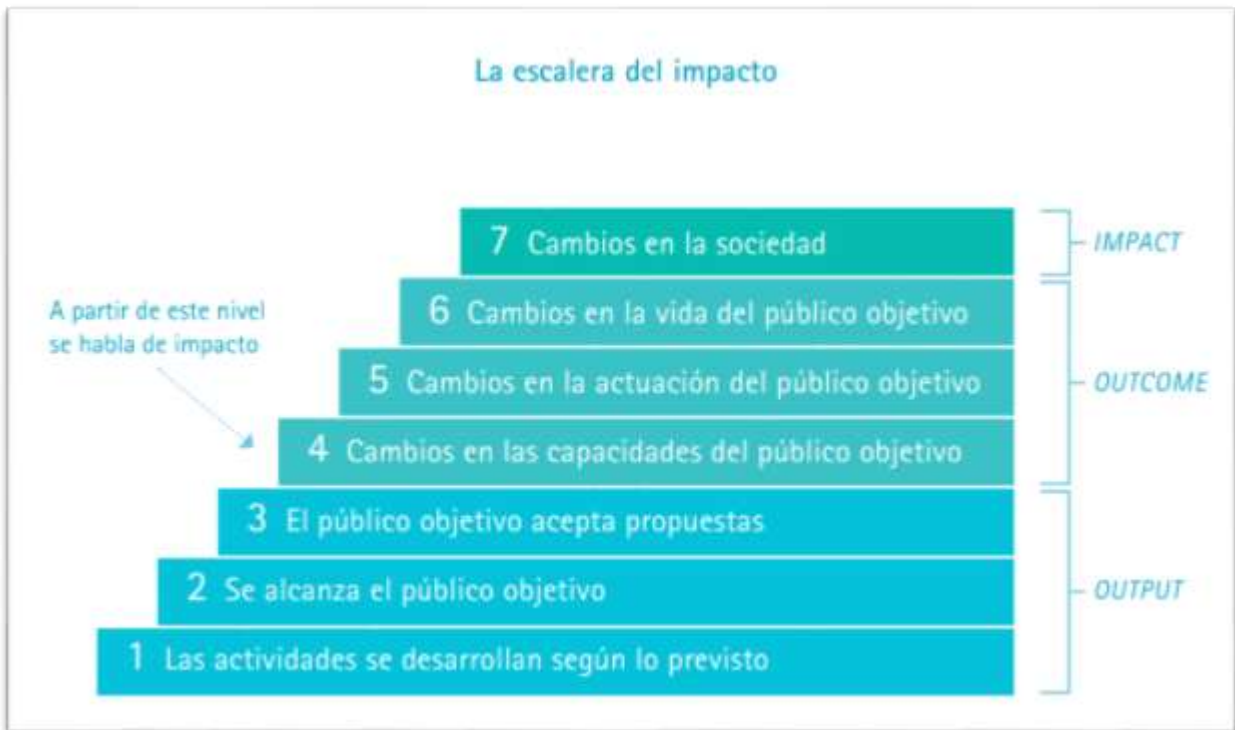 La escalera del impacto
7 Cambios en la sociedad
IMPACT
6 Cambios en la vida del público objetivo
A partir de este nivel
se habla de impacto
5 Cambios en la actuación del público objetivo
OUTCOME
4 Cambios en las capacidades del público objetivo
3 El público objetivo acepta propuestas
2 Se alcanza el público objetivo
OUTPUT
1 Las actividades se desarrollan según lo previsto